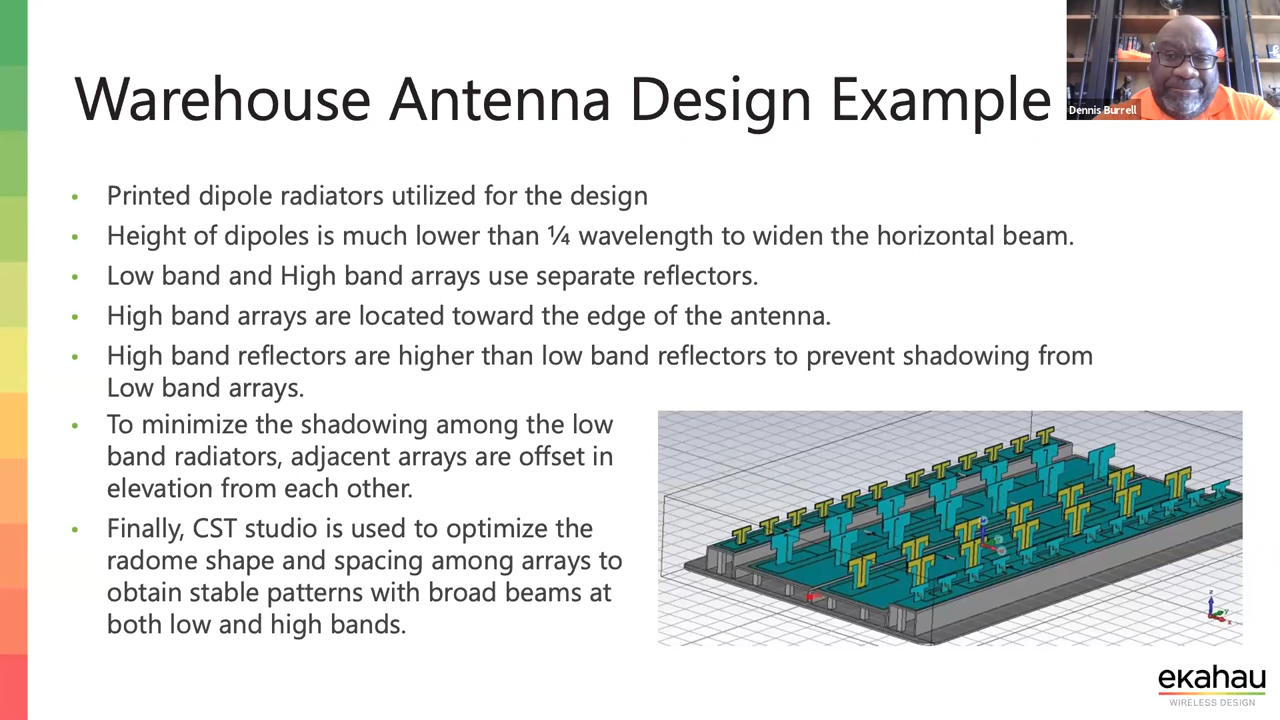 Warehouse Antenna Design Example
Dennis Burrell
• Printed dipole radiators utilized for the design
• Height of dipoles is much lower than ¼ wavelength to widen the horizontal beam.
• Low band and High band arrays use separate reflectors.
• High band arrays are located toward the edge of the antenna.
• High band reflectors are higher than low band reflectors to prevent shadowing from
Low band arrays.
• To minimize the shadowing among the low
band radiators, adjacent arrays are offset in
elevation from each other.
• Finally, CST studio is used to optimize the
radome shape and spacing among arrays to
obtain stable patterns with broad beams at
both low and high bands.
z
y
x
ekahau
WIRELESS DESIGN